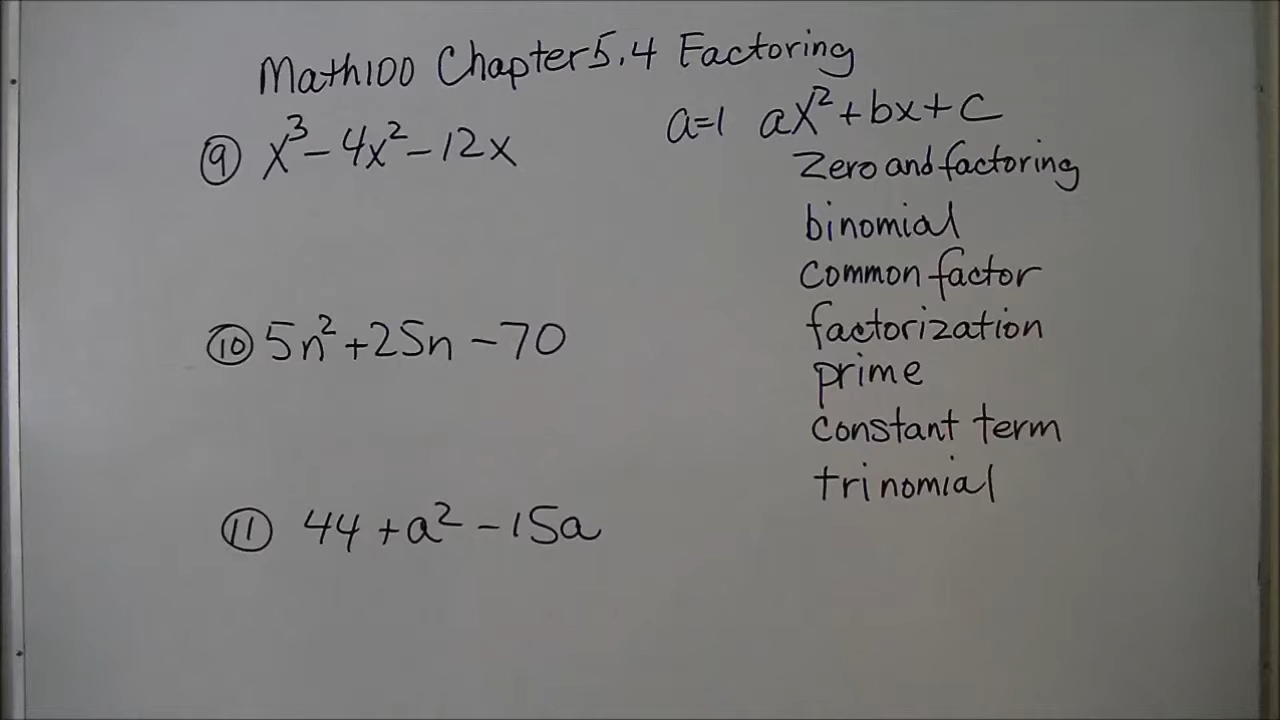 Math100 Chapter 5.4 Factoring
a=1 ax²+bx+c
⑨ x³-4x²-12x
Zero and factoring
binomial
Common factor
factorization
⑩ 5n²+25n-70
prime
Constant term
trinomial
⑪ 44+a²-15a